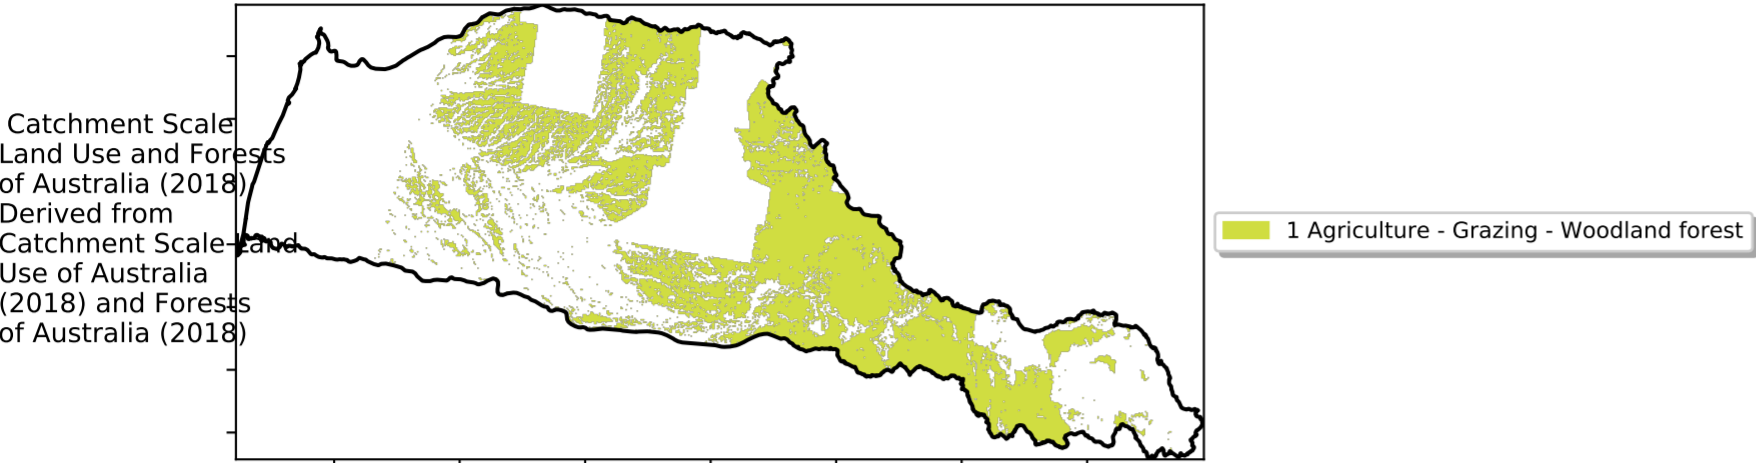 Catchment Scale
Land Use and Forests
of Australia (2018)
Derived from
Catchment Scale Land
Use of Australia
(2018) and Forests
of Australia (2018)
1 Agriculture - Grazing - Woodland forest